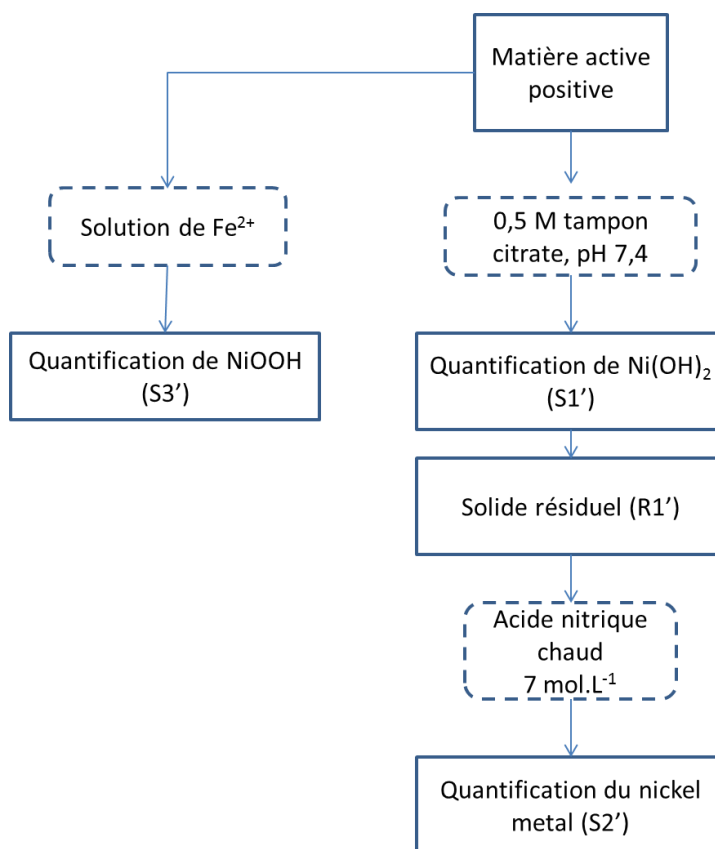 Matière active
positive
Solution de Fe²⁺
0,5 M tampon
citrate, pH 7,4
Quantification de NiOOH
(S3’)
Quantification de Ni(OH)₂
(S1’)
Solide résiduel (R1’)
Acide nitrique
chaud
7 mol.L⁻¹
Quantification du nickel
metal (S2’)